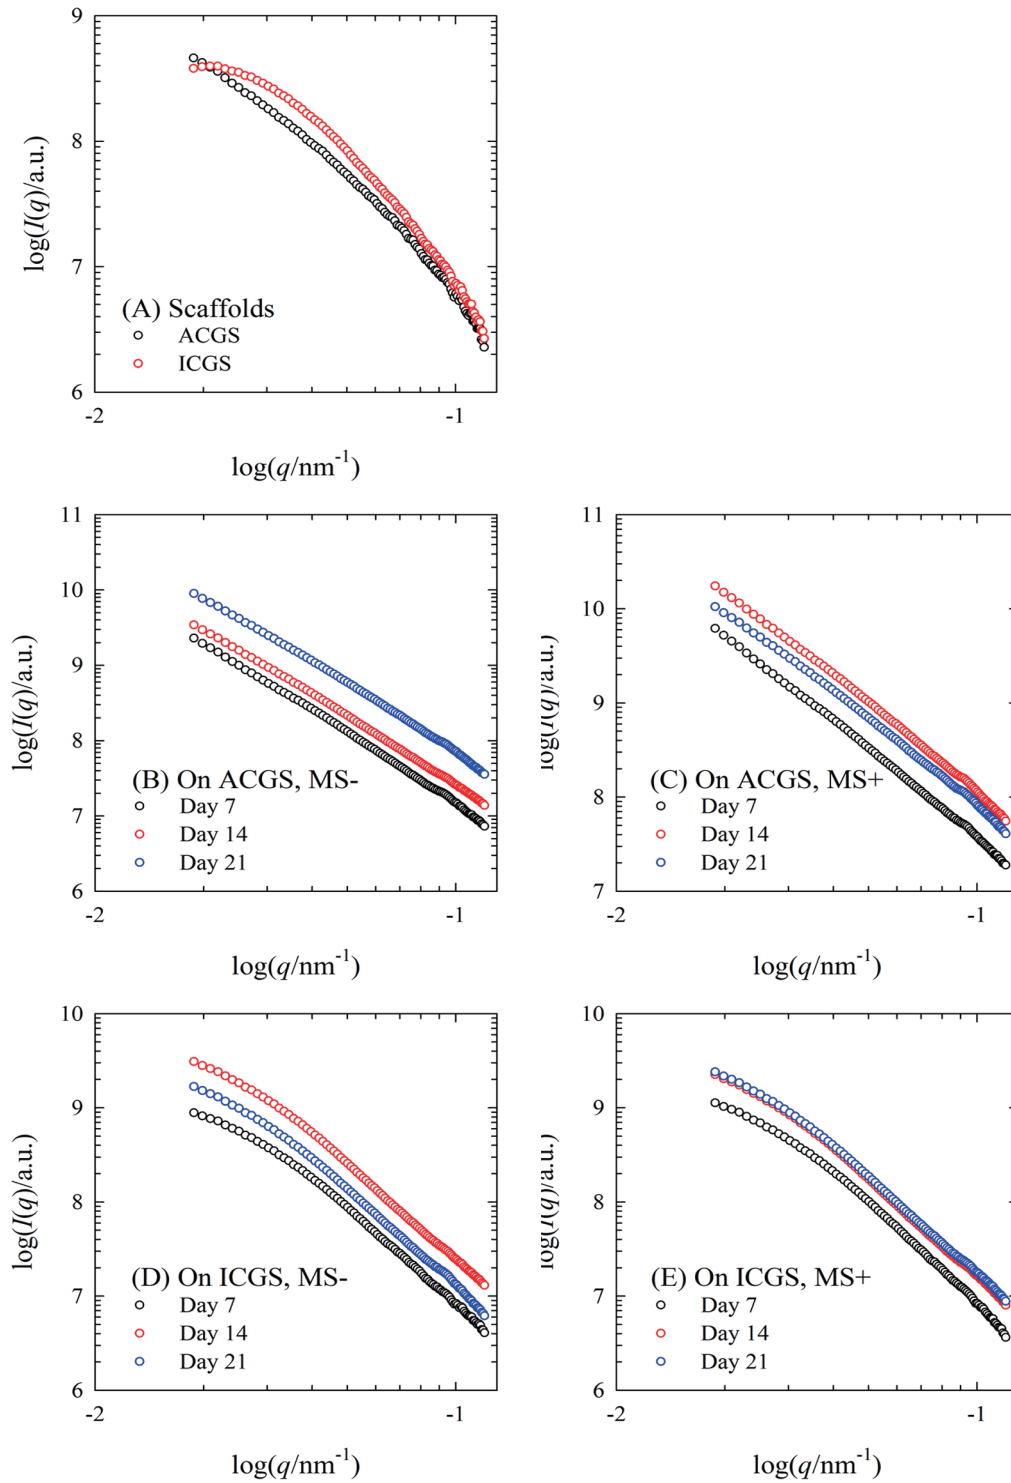 9
8
7
6
log(I(q)/a.u.)
(A) Scaffolds
ACGS
ICGS
-2
-1
log(q/nm⁻¹)
11
10
9
8
7
6
log(I(q)/a.u.)
(B) On ACGS, MS-
Day 7
Day 14
Day 21
-2
-1
log(q/nm⁻¹)
11
10
9
8
7
log(I(q)/a.u.)
(C) On ACGS, MS+
Day 7
Day 14
Day 21
-2
-1
log(q/nm⁻¹)
10
9
8
7
6
log(I(q)/a.u.)
(D) On ICGS, MS-
Day 7
Day 14
Day 21
-2
-1
log(q/nm⁻¹)
10
9
8
7
6
log(I(q)/a.u.)
(E) On ICGS, MS+
Day 7
Day 14
Day 21
-2
-1
log(q/nm⁻¹)